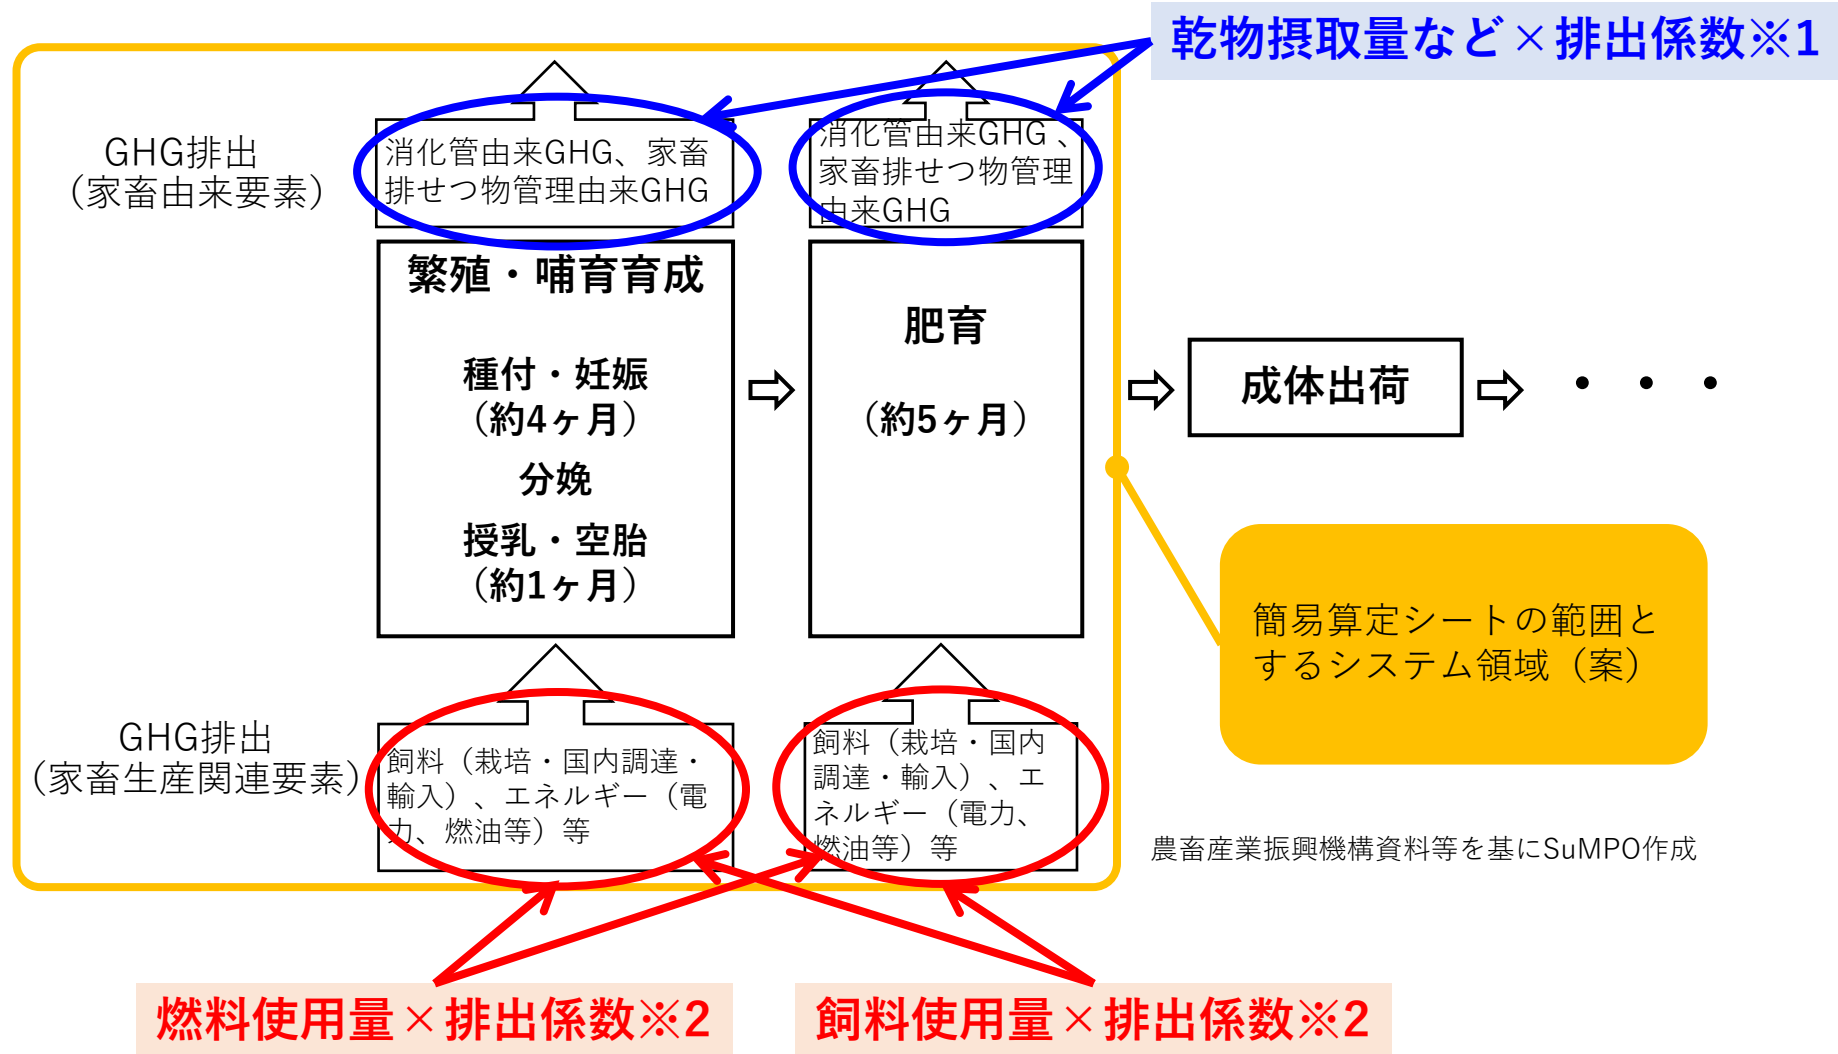 乾物摂取量など×排出係数※1
GHG排出
（家畜由来要素）
消化管由来GHG、家畜
排せつ物管理由来GHG
消化管由来GHG 、
家畜排せつ物管理
由来GHG
繁殖・哺育育成
種付・妊娠
（約4ヶ月）
分娩
授乳・空胎
（約1ヶ月）
肥育
（約5ヶ月）
成体出荷
・・・
簡易算定シートの範囲と
するシステム領域（案）
GHG排出
（家畜生産関連要素）
飼料（栽培・国内調達・
輸入）、エネルギー（電
力、燃油等）等
飼料（栽培・国内
調達・輸入）、エ
ネルギー（電力、
燃油等）等
農畜産業振興機構資料等を基にSuMPO作成
燃料使用量×排出係数※2
飼料使用量×排出係数※2